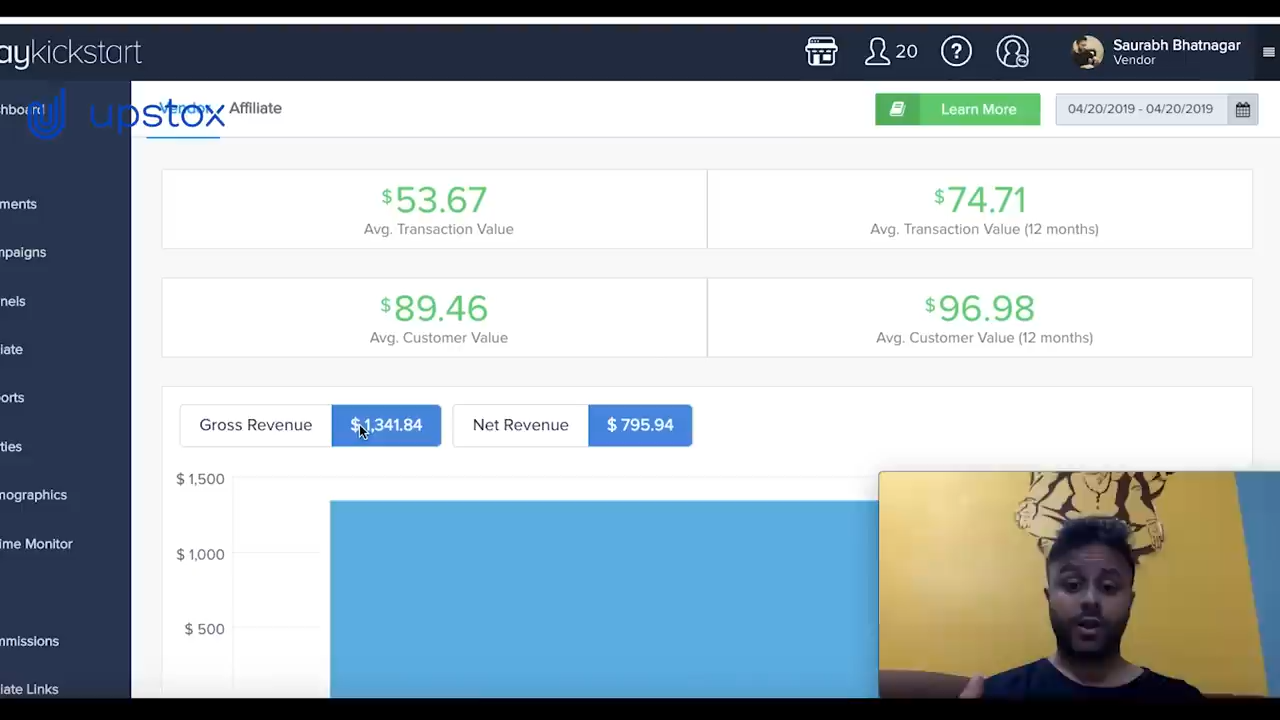 aykickstart
20
?
Saurabh Bhatnagar
Vendor
upstox
Affiliate
Learn More
04/20/2019 - 04/20/2019
ments
mpaigns
nels
iate
orts
ties
mographics
ime Monitor
mmissions
iate Links
$53.67
Avg. Transaction Value
$74.71
Avg. Transaction Value (12 months)
$89.46
Avg. Customer Value
$96.98
Avg. Customer Value (12 months)
Gross Revenue
$1,341.84
Net Revenue
$ 795.94
$ 1,500
$ 1,000
$ 500